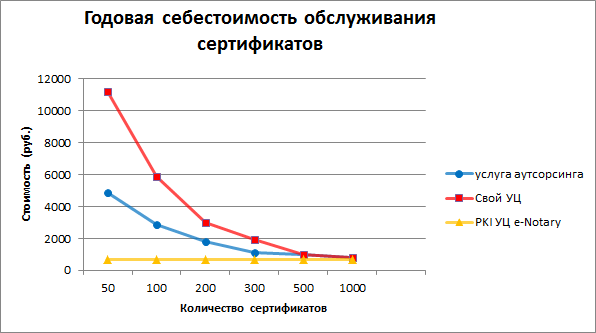 Годовая себестоимость обслуживания
сертификатов
12000
10000
8000
6000
4000
2000
0
Стоимость (руб.)
50 100 200 300 500 1000
Количество сертификатов
услуга аутсорсинга
Свой УЦ
PKI УЦ e-Notary